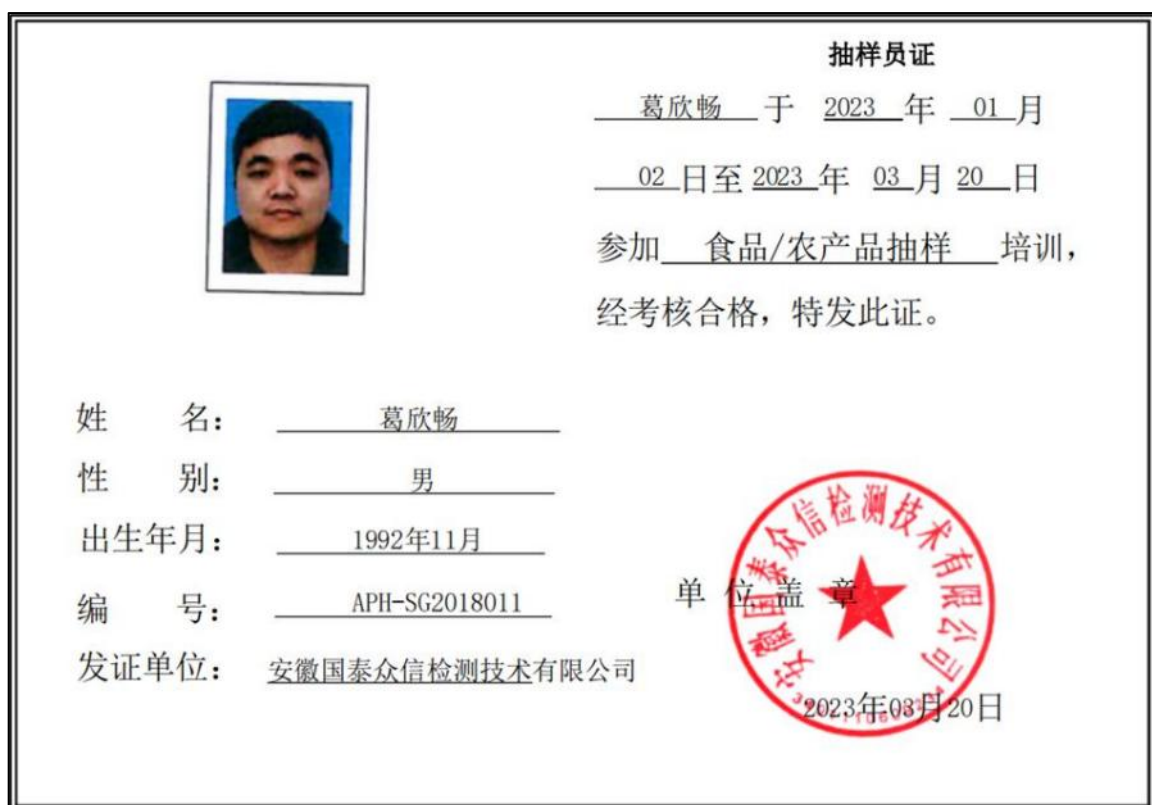 抽样员证
葛欣畅 于 2023 年 01 月
02 日至 2023 年 03 月 20 日
参加 食品/农产品抽样 培训，
经考核合格，特发此证。
姓 名： 葛欣畅
性 别： 男
出生年月： 1992年11月
编 号： APH-SG2018011
发证单位： 安徽国泰众信检测技术有限公司
单 位 盖 章
安徽国泰众信检测技术有限公司
2023年03月20日